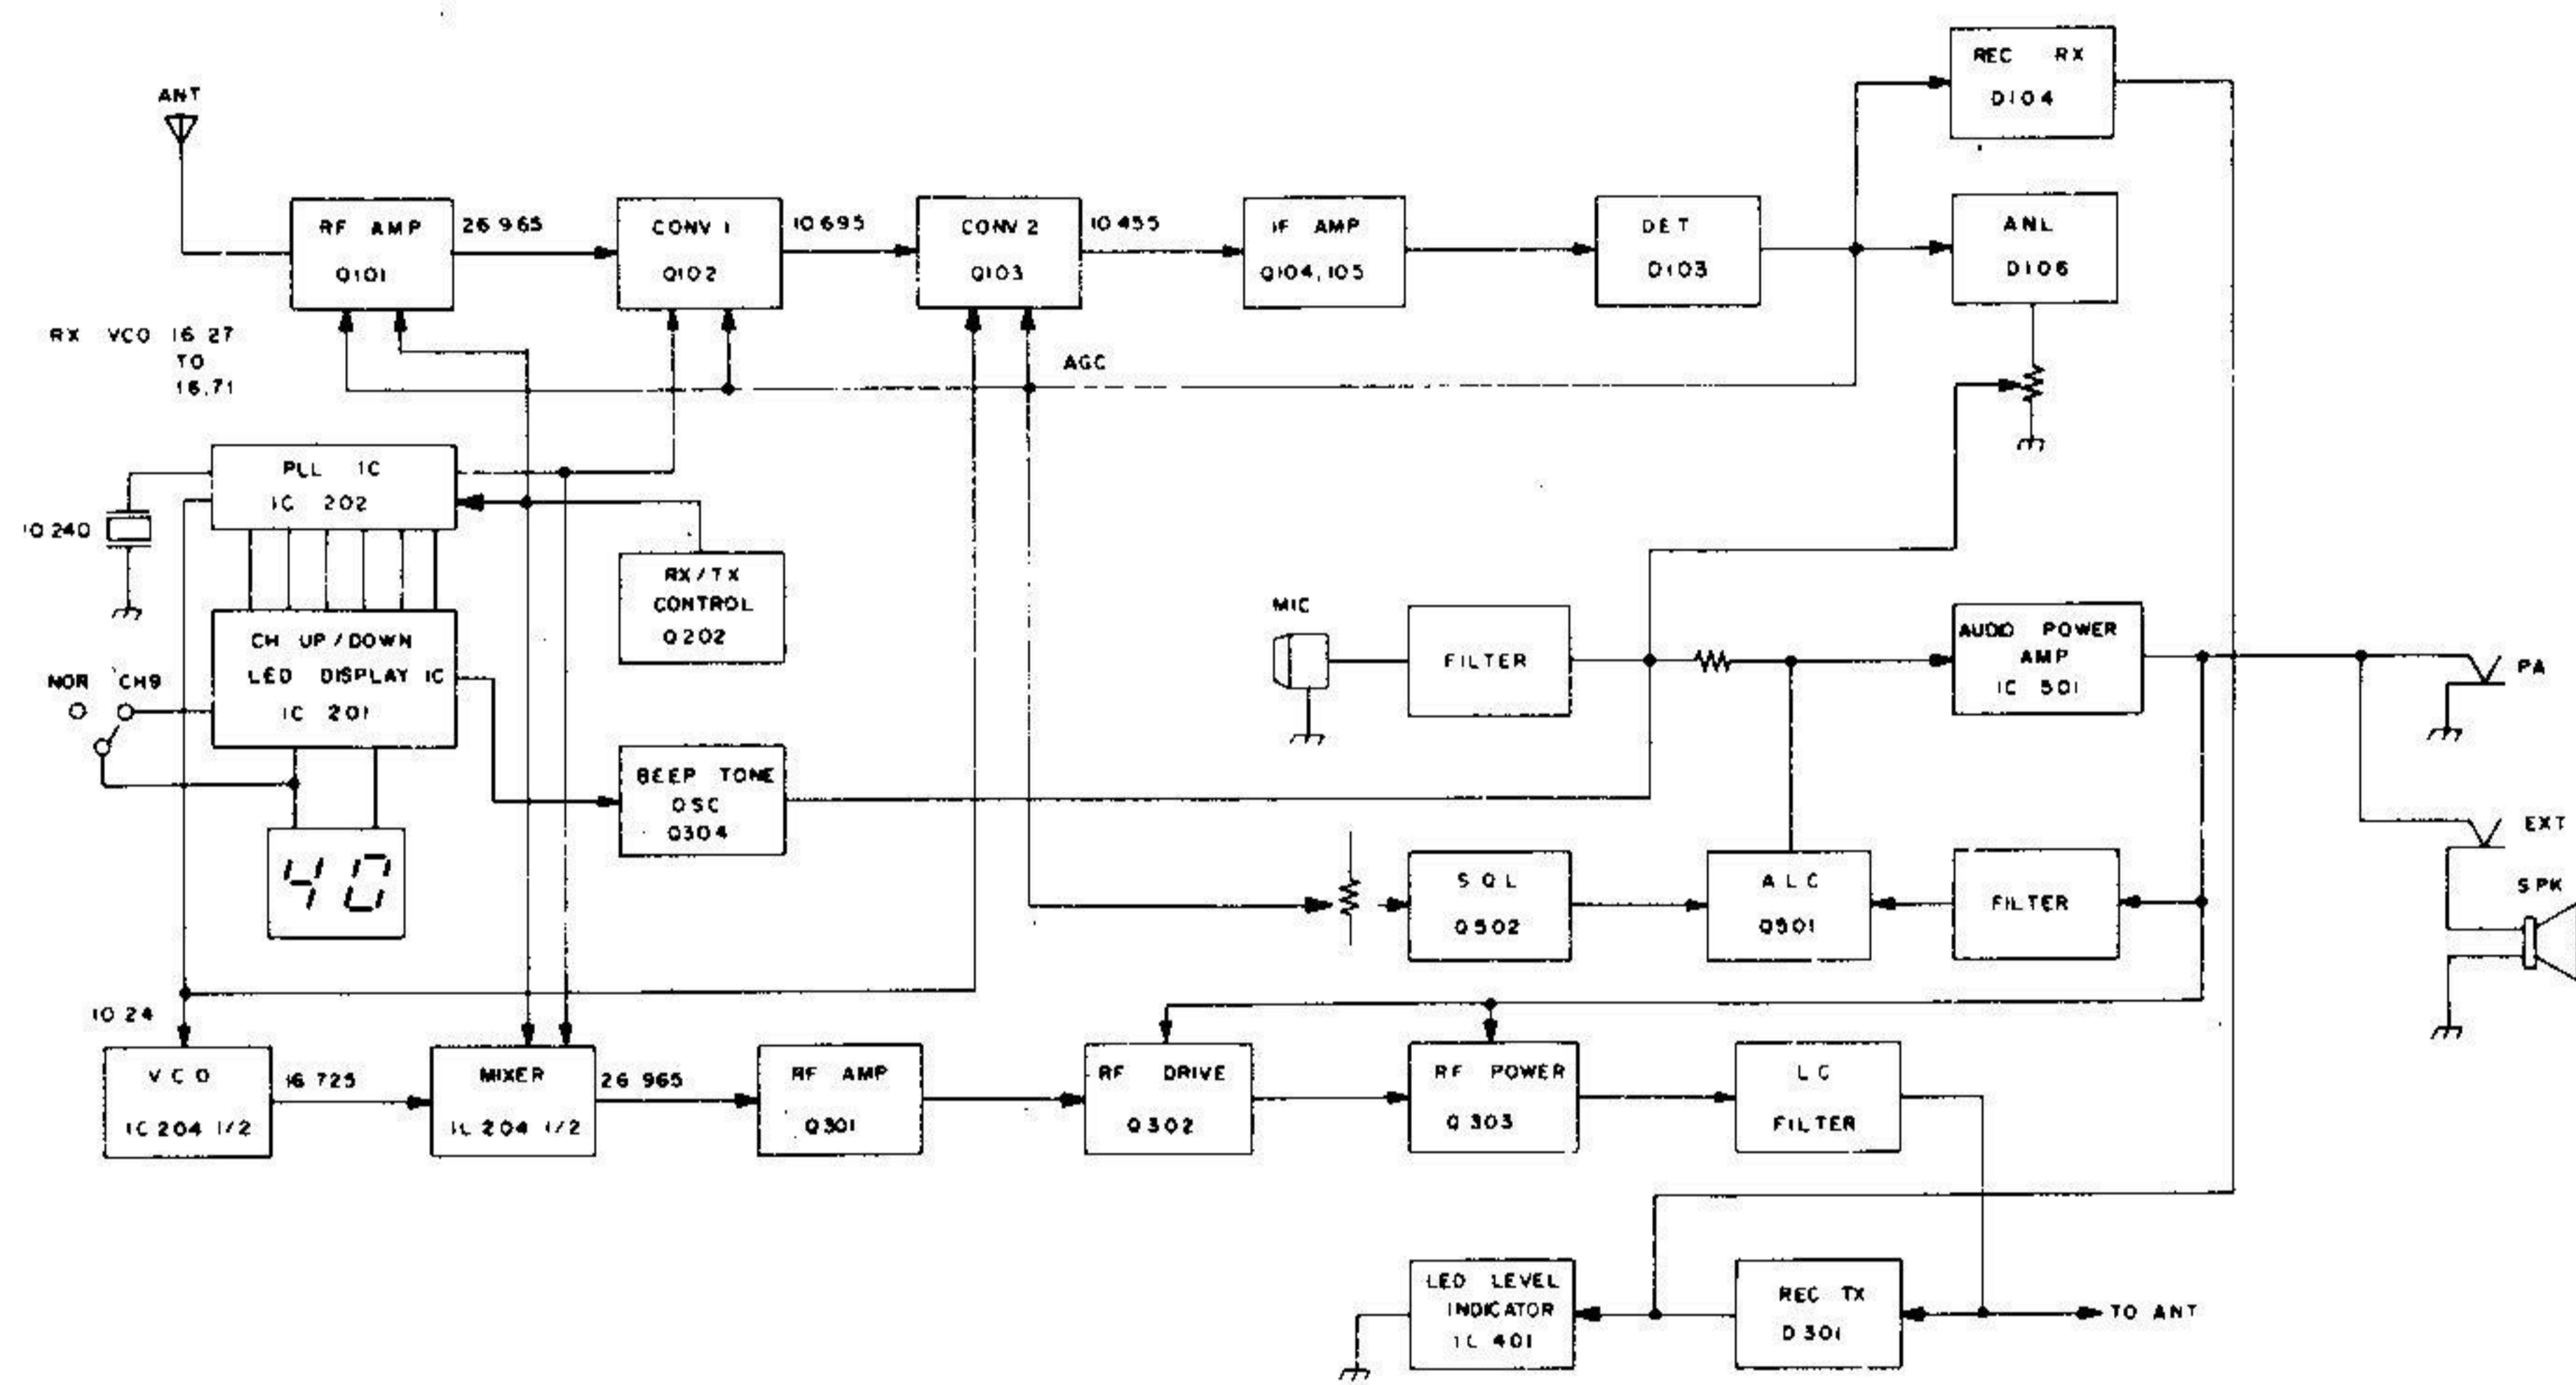 ANT
REC RX
D104
RF AMP
Q101
26 965
CONV 1
Q102
10 695
CONV 2
Q103
10 455
IF AMP
Q104,105
DET
D103
ANL
D106
RX VCO 16 27
TO
16.71
AGC
PLL IC
IC 202
10 240
RX/TX
CONTROL
Q202
CH UP/DOWN
LED DISPLAY IC
IC 201
NOR CH9
MIC
FILTER
AUDIO POWER
AMP
IC 501
PA
BEEP TONE
OSC
Q304
40
SQL
Q502
ALC
Q501
FILTER
EXT
SPK
10 24
VCO
IC204 1/2
16 725
MIXER
IC 204 1/2
26 965
RF AMP
Q301
RF DRIVE
Q302
RF POWER
Q303
LC
FILTER
LED LEVEL
INDICATOR
IC 401
REC TX
D301
TO ANT